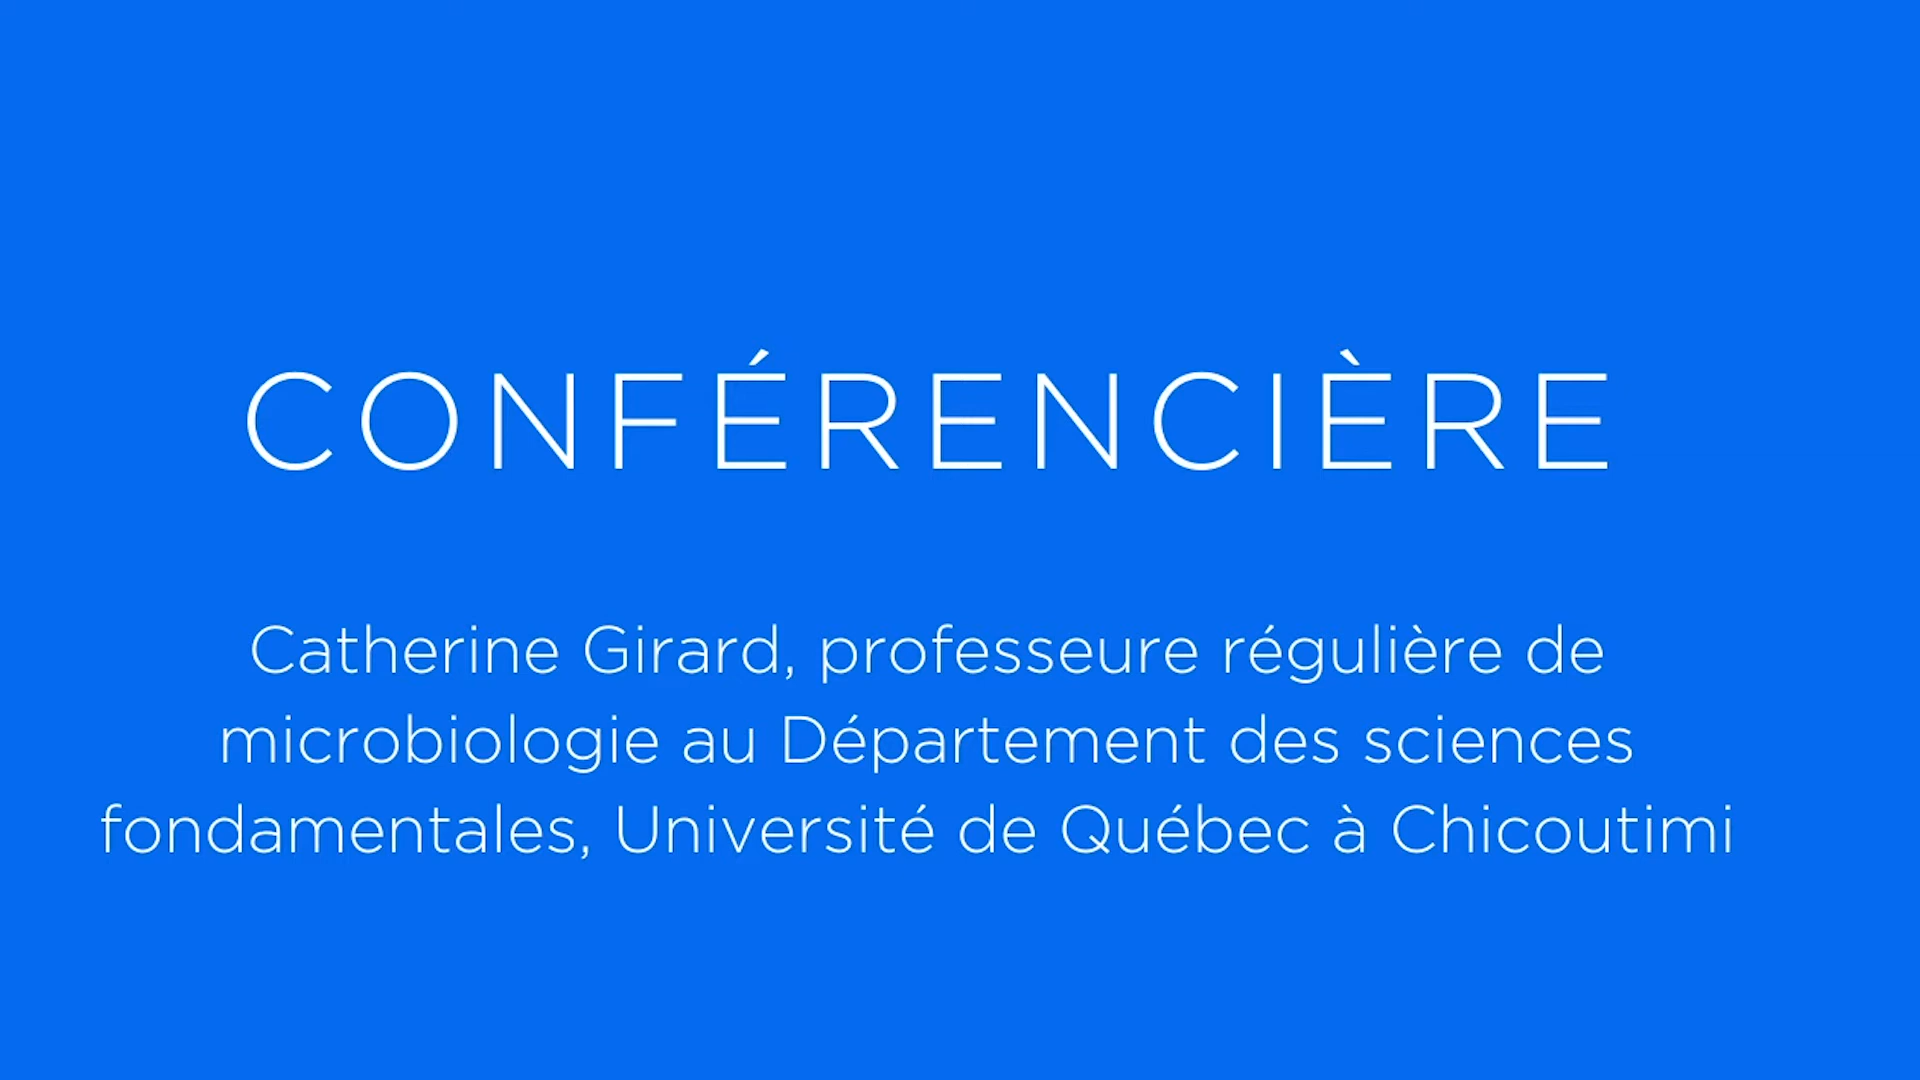 CONFÉRENCIÈRE
Catherine Girard, professeure régulière de
microbiologie au Département des sciences
fondamentales, Université de Québec à Chicoutimi